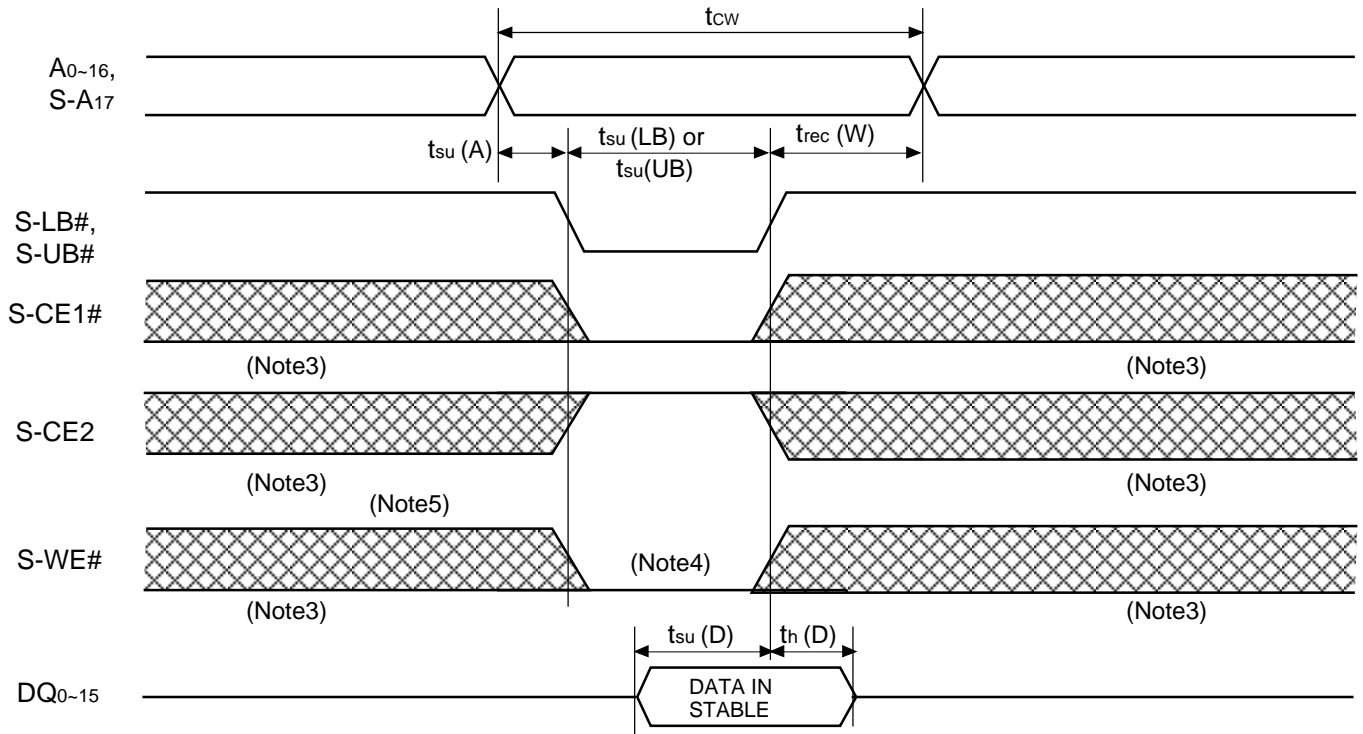 tCW
A0~16,
S-A17
tsu (A)
tsu (LB) or
tsu(UB)
trec (W)
S-LB#,
S-UB#
S-CE1#
(Note3)
(Note3)
S-CE2
(Note3)
(Note3)
(Note5)
S-WE#
(Note4)
(Note3)
(Note3)
tsu (D)
th (D)
DQ0~15
DATA IN
STABLE